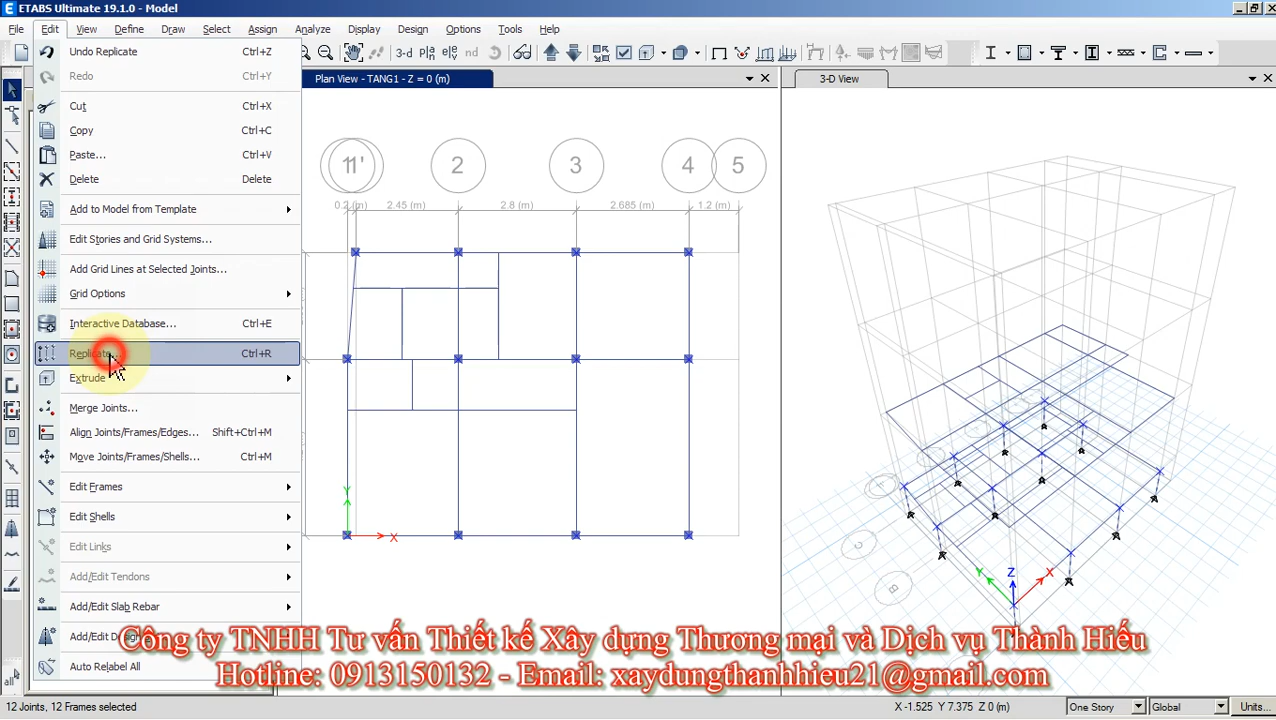 ETABS Ultimate 19.1.0 - Model
File Edit View Define Draw Select Assign Analyze Display Design Options Tools Help
Undo Replicate Ctrl+Z
Redo Ctrl+Y
Cut Ctrl+X
Copy Ctrl+C
Paste... Ctrl+V
Delete Delete
Add to Model from Template
Edit Stories and Grid Systems...
Add Grid Lines at Selected Joints...
Grid Options
Interactive Database... Ctrl+E
Replicate... Ctrl+R
Extrude
Merge Joints...
Align Joints/Frames/Edges... Shift+Ctrl+M
Move Joints/Frames/Shells... Ctrl+M
Edit Frames
Edit Shells
Edit Links
Add/Edit Tendons
Add/Edit Slab Rebar
Add/Edit Design
Auto Relabel All
3-d
Plan View - TANG1 - Z = 0 (m)
1 1' 2 3 4 5
0.2 (m) 2.45 (m) 2.8 (m) 2.685 (m) 1.2 (m)
Y
X
3-D View
C
B
Y Z X
Công ty TNHH Tư vấn Thiết kế Xây dựng Thương mại và Dịch vụ Thành Hiếu
Hotline: 0913150132 - Email: xaydungthanhhieu21@gmail.com
12 Joints, 12 Frames selected
X -1.525 Y 7.375 Z 0 (m)
One Story
Global
Units...